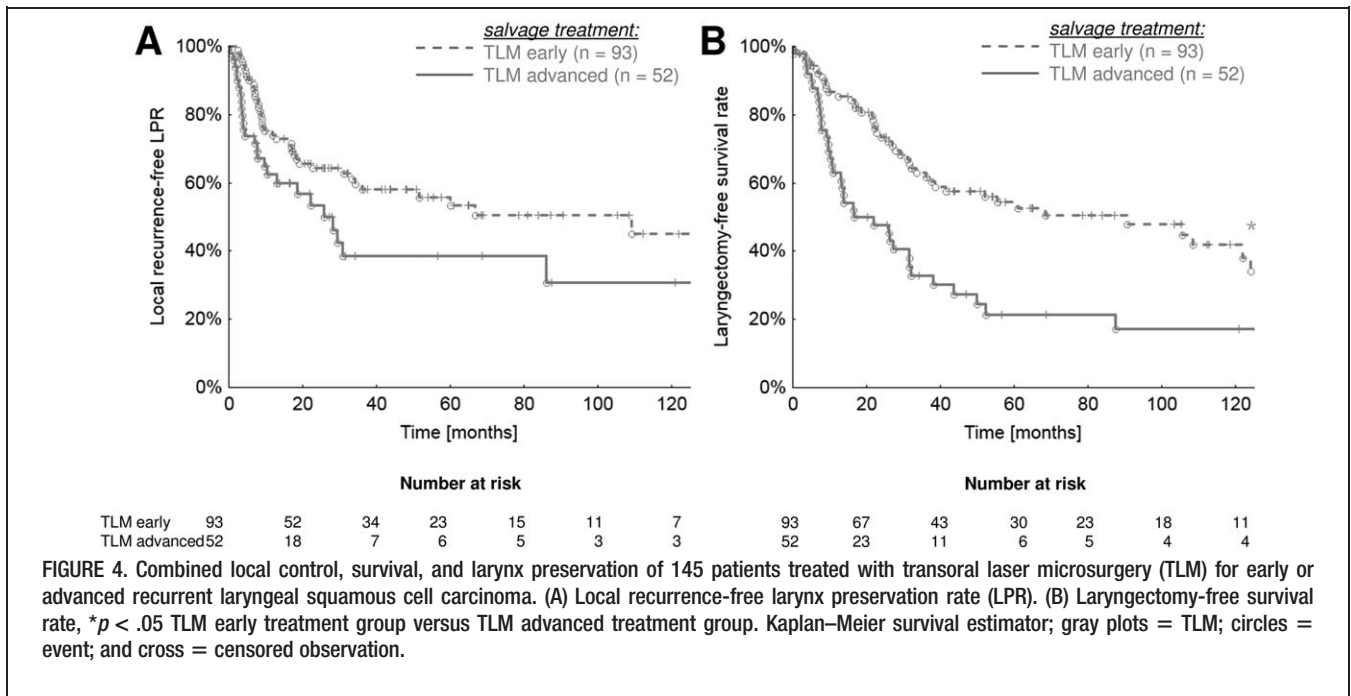 A
salvage treatment:
TLM early (n = 93)
TLM advanced (n = 52)
100%
80%
60%
40%
20%
0%
Local recurrence-free LPR
0 20 40 60 80 100 120
Time [months]
B
salvage treatment:
TLM early (n = 93)
TLM advanced (n = 52)
100%
80%
60%
40%
20%
0%
Laryngectomy-free survival rate
*
0 20 40 60 80 100 120
Time [months]
Number at risk
Number at risk
TLM early 93 52 34 23 15 11 7 93 67 43 30 23 18 11
TLM advanced 52 18 7 6 5 3 3 52 23 11 6 5 4 4
FIGURE 4. Combined local control, survival, and larynx preservation of 145 patients treated with transoral laser microsurgery (TLM) for early or
advanced recurrent laryngeal squamous cell carcinoma. (A) Local recurrence-free larynx preservation rate (LPR). (B) Laryngectomy-free survival
rate, *p < .05 TLM early treatment group versus TLM advanced treatment group. Kaplan–Meier survival estimator; gray plots = TLM; circles =
event; and cross = censored observation.